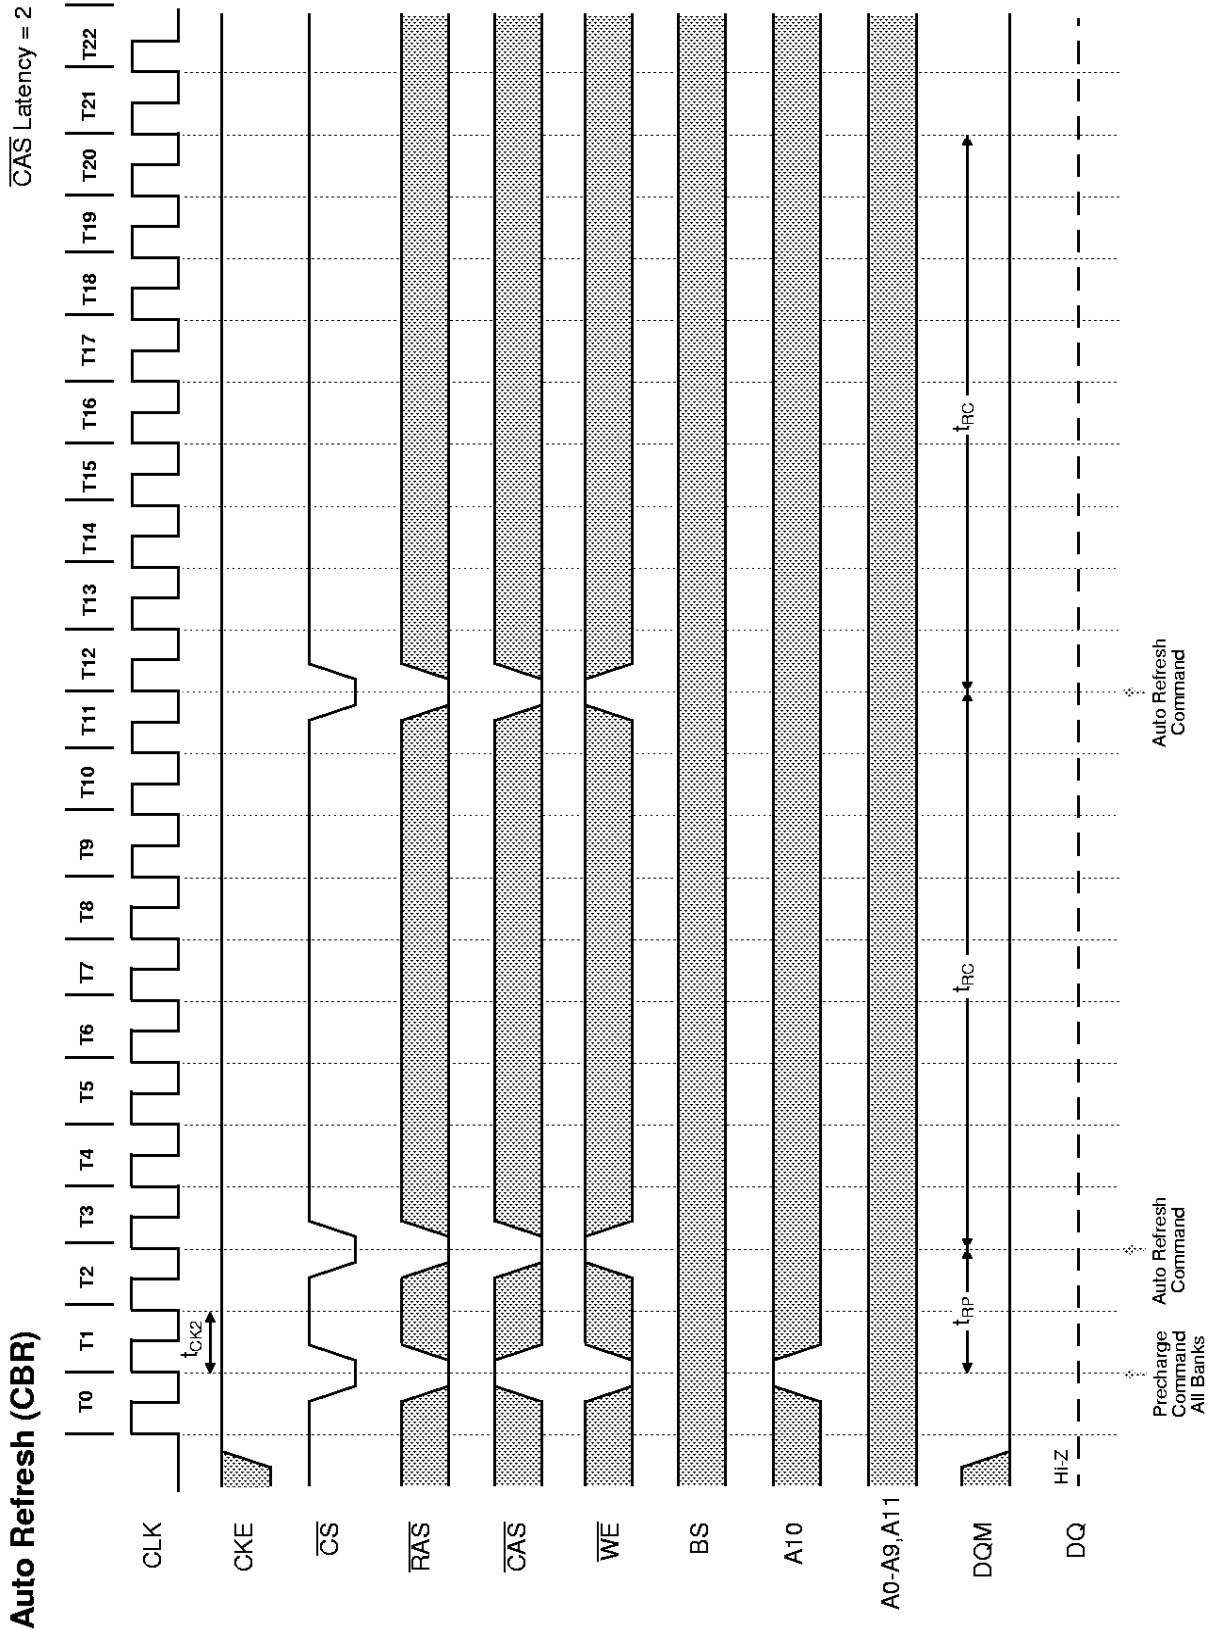 Auto Refresh (CBR)
CAS Latency = 2
T0 T1 T2 T3 T4 T5 T6 T7 T8 T9 T10 T11 T12 T13 T14 T15 T16 T17 T18 T19 T20 T21 T22
CLK
tCK2
CKE
CS
RAS
CAS
WE
BS
A10
A0-A9,A11
DQM
tRP
tRC
tRC
DQ
Hi-Z
Precharge
Command
All Banks
Auto Refresh
Command
Auto Refresh
Command